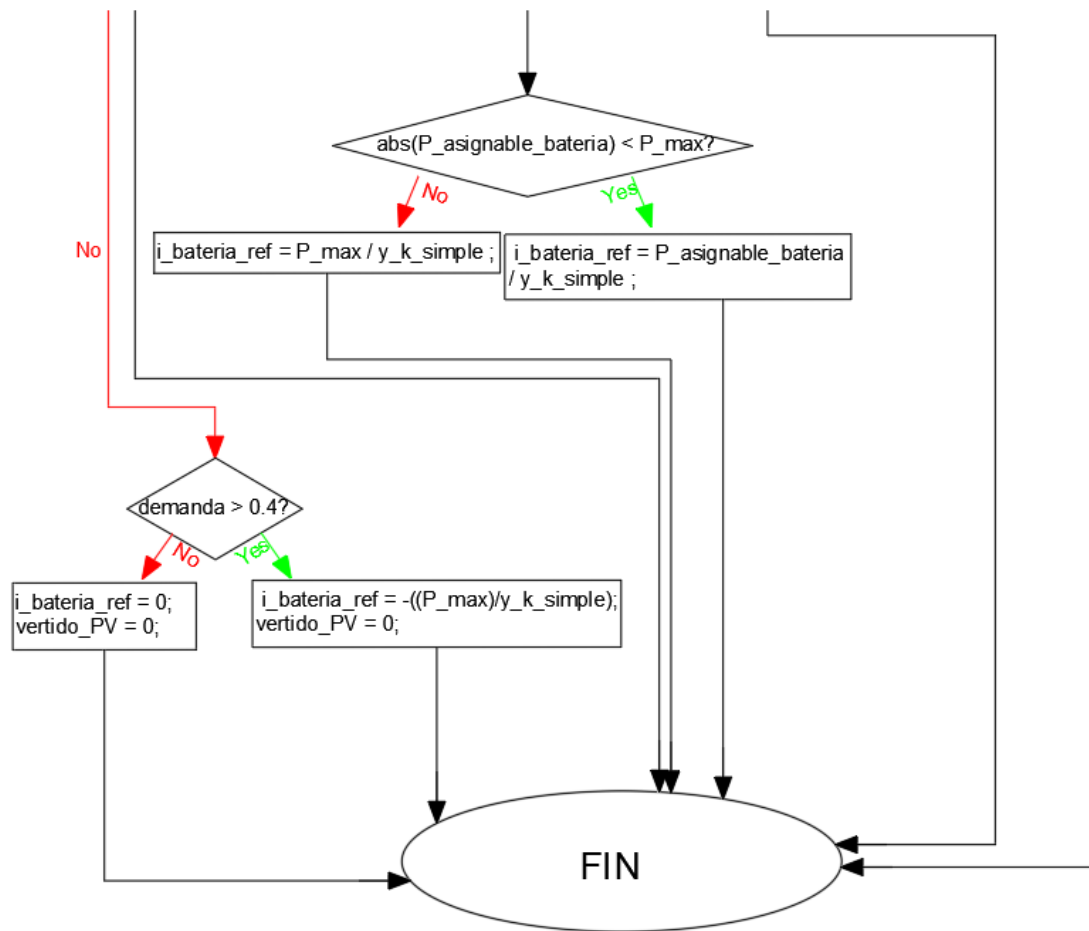 abs(P_asignable_bateria) < P_max?
No
Yes
No
i_bateria_ref = P_max / y_k_simple ;
i_bateria_ref = P_asignable_bateria
/ y_k_simple ;
demanda > 0.4?
No
Yes
i_bateria_ref = 0;
vertido_PV = 0;
i_bateria_ref = -((P_max)/y_k_simple);
vertido_PV = 0;
FIN